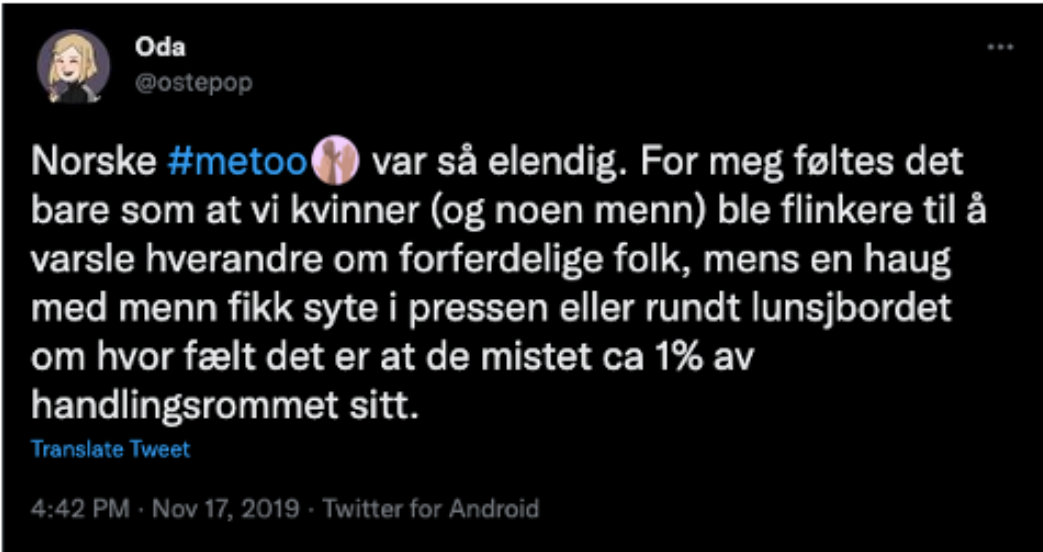 Oda
@ostepop
Norske #metoo var så elendig. For meg føltes det
bare som at vi kvinner (og noen menn) ble flinkere til å
varsle hverandre om forferdelige folk, mens en haug
med menn fikk syte i pressen eller rundt lunsjbordet
om hvor fælt det er at de mistet ca 1% av
handlingsrommet sitt.
Translate Tweet
4:42 PM · Nov 17, 2019 · Twitter for Android